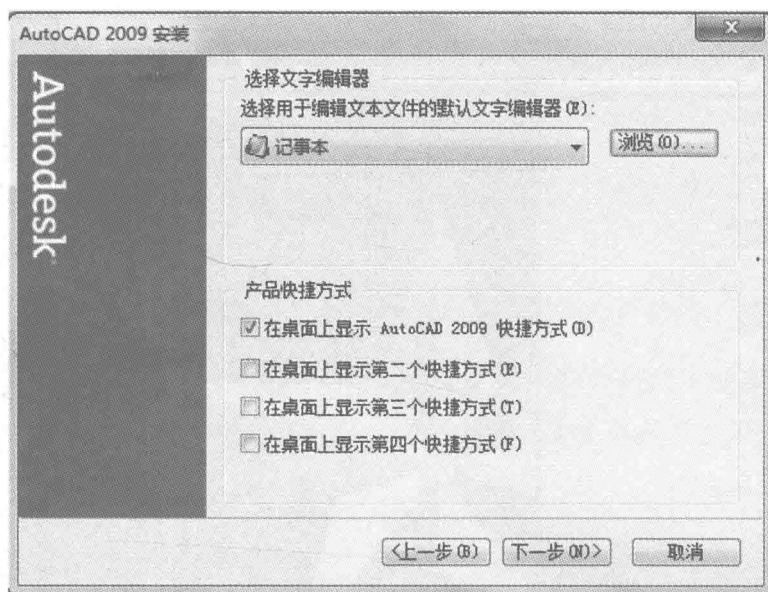 AutoCAD 2009 安装
Autodesk
选择文字编辑器
选择用于编辑文本文件的默认文字编辑器(E):
记事本
浏览(O)...
产品快捷方式
在桌面上显示 AutoCAD 2009 快捷方式(D)
在桌面上显示第二个快捷方式(E)
在桌面上显示第三个快捷方式(T)
在桌面上显示第四个快捷方式(F)
<上一步(B)
下一步(N)>
取消